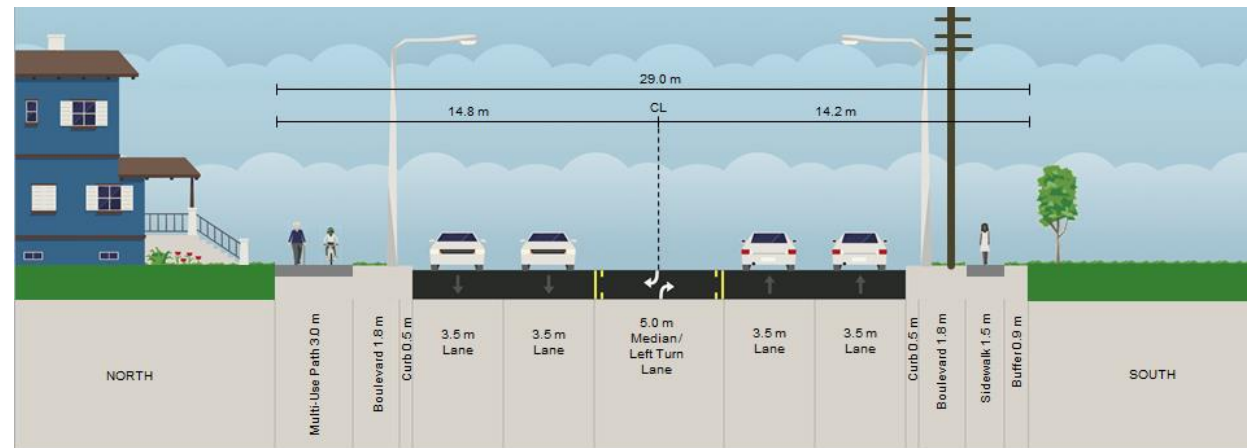 29.0 m
14.8 m
CL
14.2 m
NORTH
Multi-Use Path 3.0 m
Boulevard 1.8 m
Curb 0.5 m
3.5 m
Lane
3.5 m
Lane
5.0 m
Median/
Left Turn
Lane
3.5 m
Lane
3.5 m
Lane
Curb 0.5 m
Boulevard 1.8 m
Sidewalk 1.5 m
Buffer 0.9 m
SOUTH